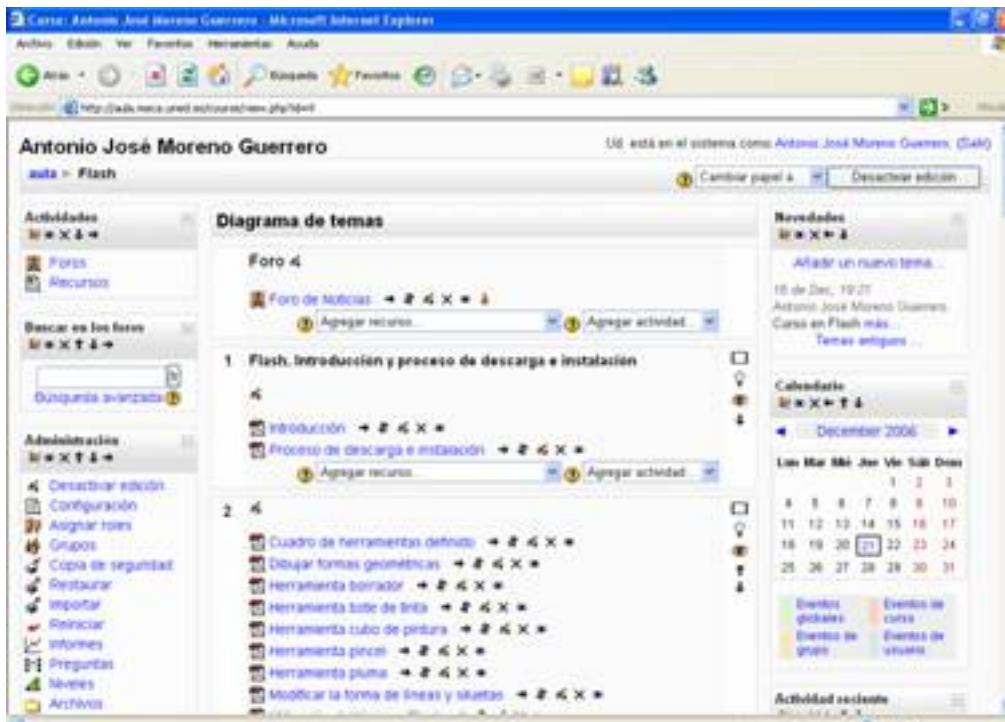 Curso: Antonio José Moreno Guerrero - Microsoft Internet Explorer
Archivo Edición Ver Favoritos Herramientas Ayuda
Atrás Búsqueda Favoritos
Antonio José Moreno Guerrero
Ud. está en el sistema como Antonio José Moreno Guerrero. (Salir)
aula ► Flash
Cambiar papel a...
Desactivar edición
Actividades
Foros
Recursos
Buscar en los foros
Búsqueda avanzada
Administración
Desactivar edición
Configuración
Asignar roles
Grupos
Copia de seguridad
Restaurar
Importar
Reiniciar
Informes
Preguntas
Niveles
Archivos
Diagrama de temas
Foro
Foro de Noticias
Agregar recurso... Agregar actividad...
1 Flash. Introducción y proceso de descarga e instalación
Introducción
Proceso de descarga e instalación
Agregar recurso... Agregar actividad...
2
Cuadro de herramientas definido
Dibujar formas geométricas
Herramienta borrador
Herramienta bote de tinta
Herramienta cubo de pintura
Herramienta pincel
Herramienta pluma
Modificar la forma de líneas y siluetas
Novedades
Añadir un nuevo tema...
de Dec, 19:21
Antonio José Moreno Guerrero
Curso en Flash más...
Temas antiguos ...
Calendario
December 2006
Lun Mar Mié Jue Vie Sáb Dom
1 2 3
4 5 6 7 8 9 10
11 12 13 14 15 16 17
18 19 20 21 22 23 24
25 26 27 28 29 30 31
Eventos globales
Eventos de curso
Eventos de grupo
Eventos de usuario
Actividad reciente